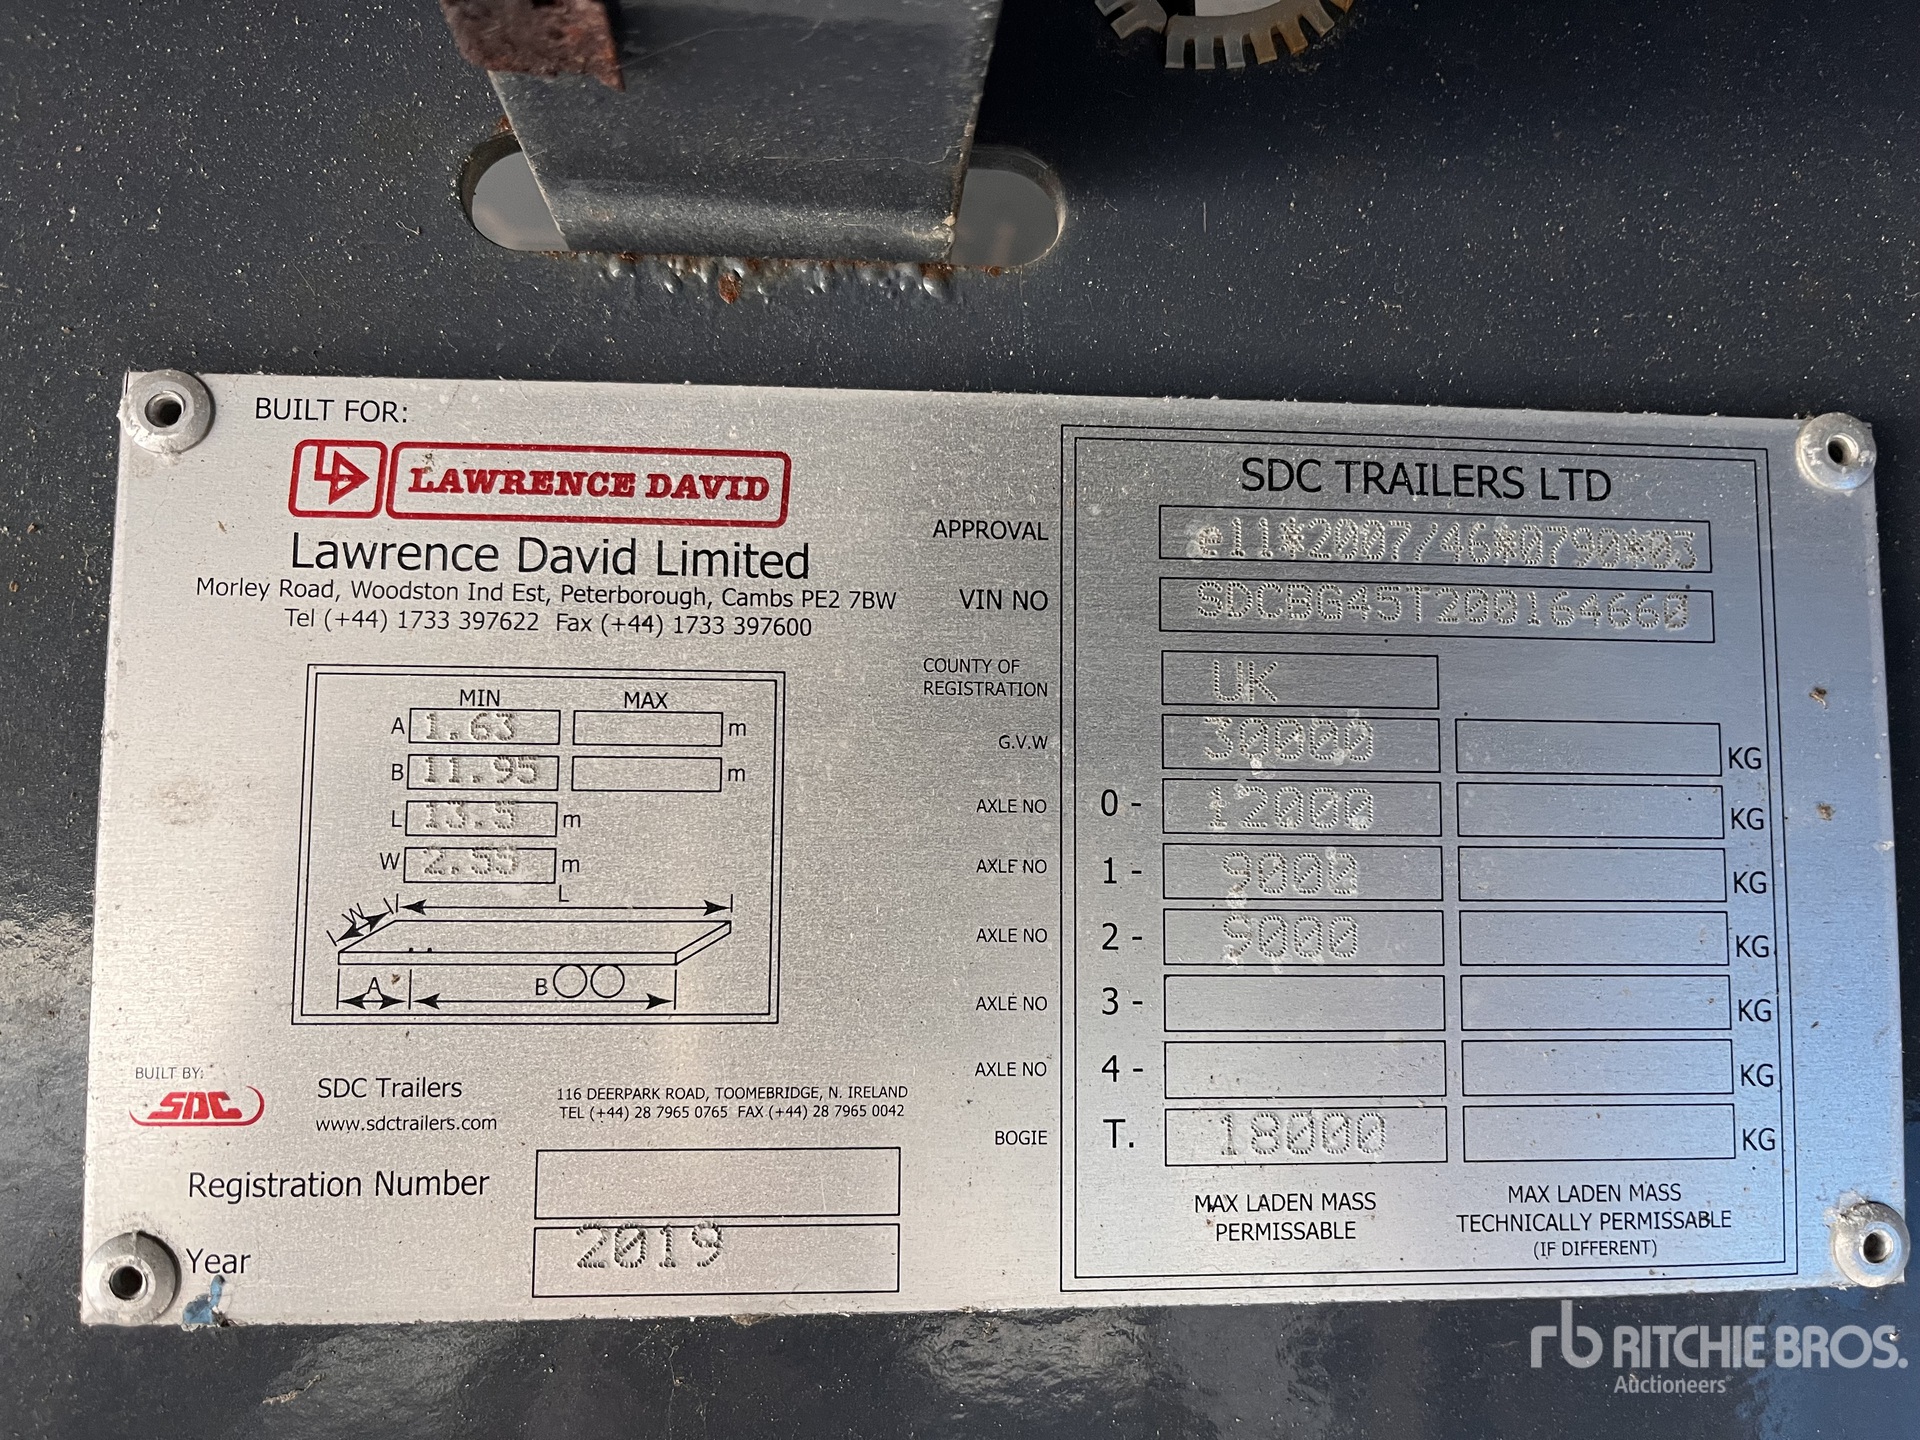 BUILT FOR:
LD LAWRENCE DAVID
Lawrence David Limited
Morley Road, Woodston Ind Est, Peterborough, Cambs PE2 7BW
Tel (+44) 1733 397622 Fax (+44) 1733 397600
MIN MAX
A 1.63 m
B 11.95 m
L 13.5 m
W 2.55 m
L
W
A B
BUILT BY:
SDC
SDC Trailers
www.sdctrailers.com
116 DEERPARK ROAD, TOOMEBRIDGE, N. IRELAND
TEL (+44) 28 7965 0765 FAX (+44) 28 7965 0042
Registration Number
Year 2019
SDC TRAILERS LTD
APPROVAL e11*2007/46*0790*03
VIN NO SDCBG45T200164660
COUNTY OF
REGISTRATION UK
G.V.W 30000 KG
AXLE NO 0 - 12000 KG
AXLE NO 1 - 9000 KG
AXLE NO 2 - 9000 KG
AXLE NO 3 - KG
AXLE NO 4 - KG
BOGIE T. 18000 KG
MAX LADEN MASS
PERMISSABLE
MAX LADEN MASS
TECHNICALLY PERMISSABLE
(IF DIFFERENT)
rb RITCHIE BROS.
Auctioneers